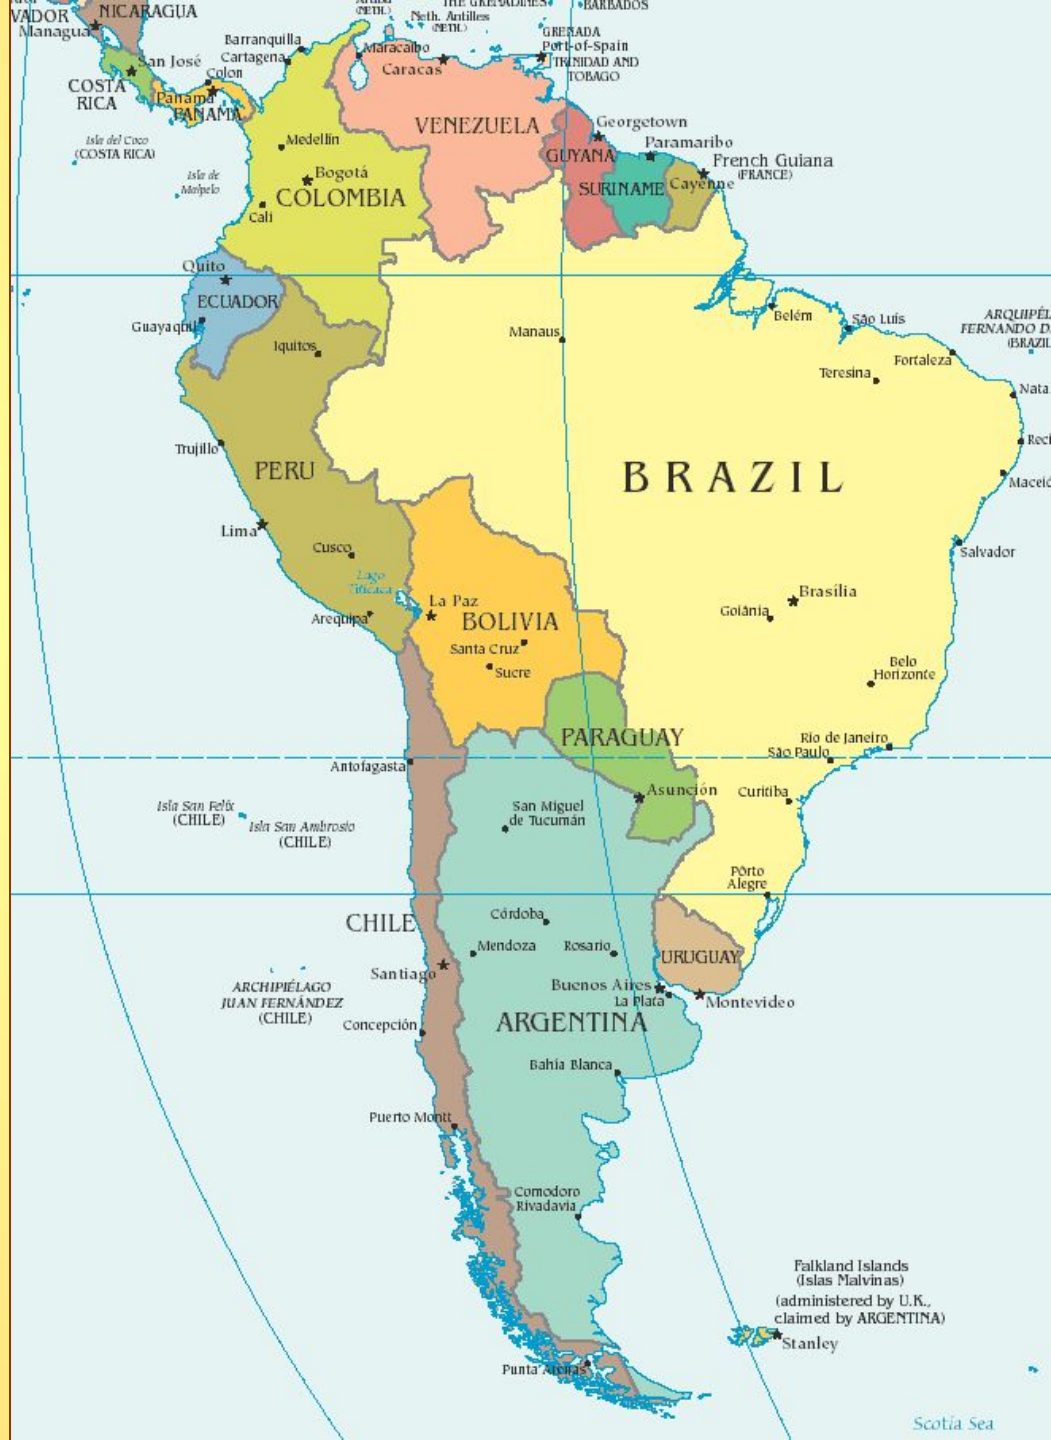 NICARAGUA
VADOR
Managua
THE GRENADINES
BARBADOS
Neth. Antilles
(NETH.)
(NETH.)
GRENADA
Port-of-Spain
TRINIDAD AND
TOBAGO
Barranquilla
Cartagena
Maracaibo
Caracas
San José
Colon
COSTA
RICA
Panama
PANAMA
VENEZUELA
Georgetown
Paramaribo
GUYANA
French Guiana
(FRANCE)
SURINAME
Cayenne
Isla del Coco
(COSTA RICA)
Isla de
Malpelo
Medellín
Bogotá
COLOMBIA
Cali
Quito
ECUADOR
Guayaquil
Iquitos
Manaus
Belém
São Luís
ARQUIPÉL
FERNANDO D
(BRAZIL
Fortaleza
Teresina
Nata
Reci
Maceió
Trujillo
PERU
BRAZIL
Lima
Cusco
Salvador
Lago
Titicaca
La Paz
Arequipa
BOLIVIA
Santa Cruz
Sucre
Brasília
Goiânia
Belo
Horizonte
PARAGUAY
Rio de Janeiro
São Paulo
Antofagasta
Asunción
Curitiba
Isla San Felix
(CHILE)
Isla San Ambrosio
(CHILE)
San Miguel
de Tucumán
Pôrto
Alegre
CHILE
Córdoba
Mendoza
Rosario
URUGUAY
Santiago
ARCHIPIÉLAGO
JUAN FERNÁNDEZ
(CHILE)
Buenos Aires
La Plata
Montevideo
Concepción
ARGENTINA
Bahía Blanca
Puerto Montt
Comodoro
Rivadavia
Falkland Islands
(Islas Malvinas)
(administered by U.K.,
claimed by ARGENTINA)
Stanley
Punta Arenas
Scotia Sea